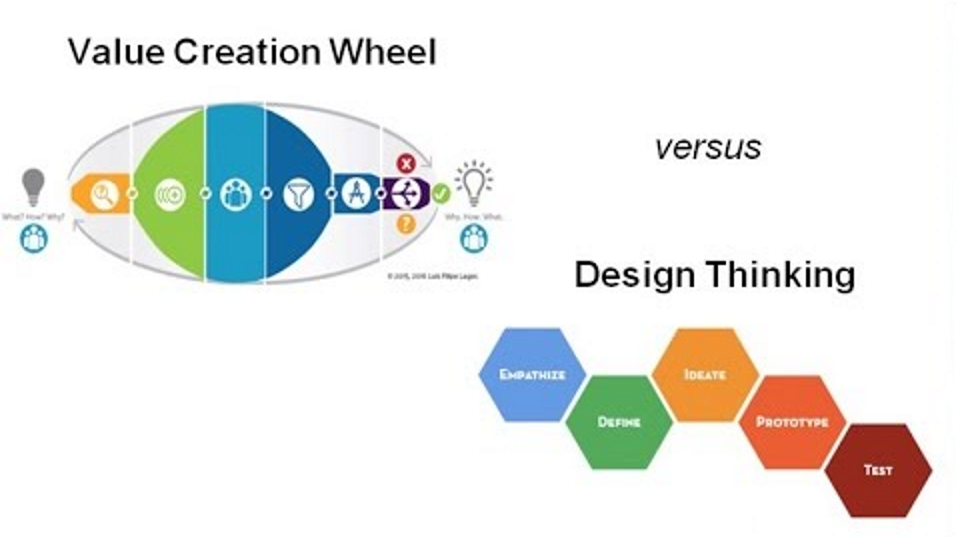 Value Creation Wheel
What? How? Why?
Why. How. What.
© 2015, 2016 Luis Filipe Lages
versus
Design Thinking
EMPATHIZE
IDEATE
DEFINE
PROTOTYPE
TEST